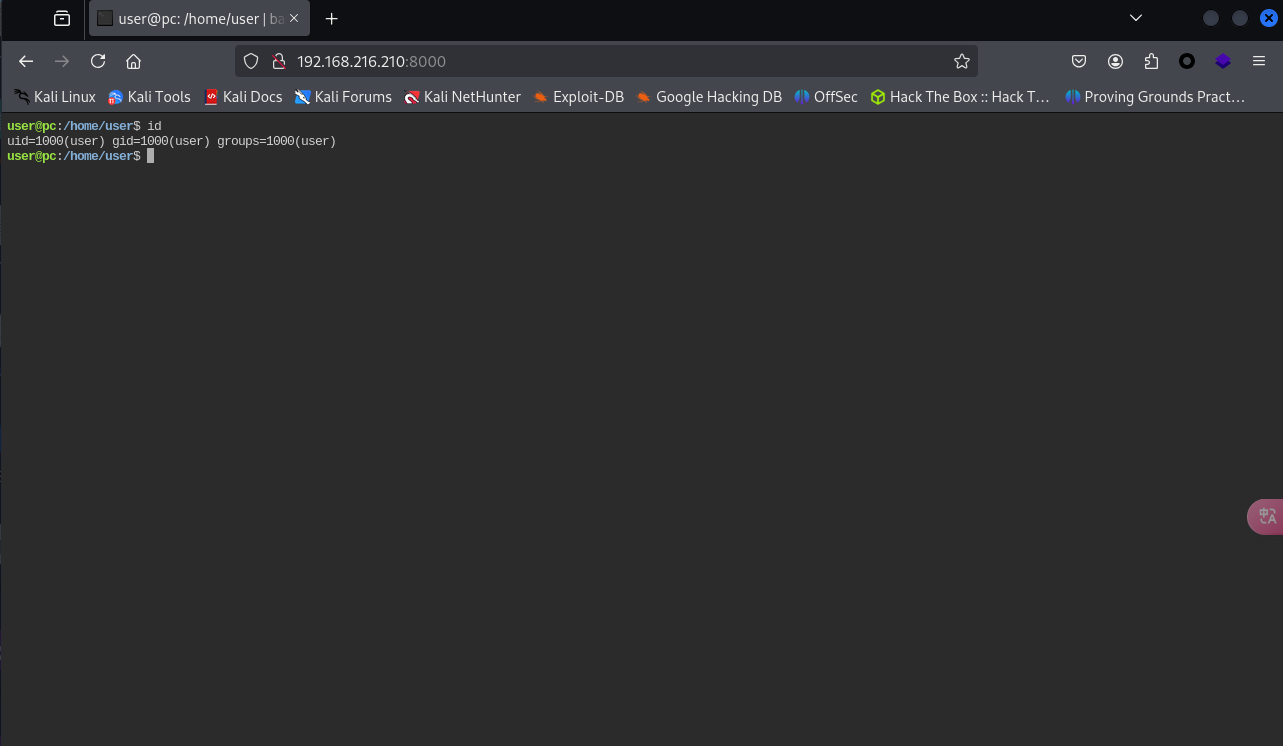 user@pc: /home/user | ba
192.168.216.210:8000
Kali Linux Kali Tools Kali Docs Kali Forums Kali NetHunter Exploit-DB Google Hacking DB OffSec Hack The Box :: Hack T… Proving Grounds Pract…
user@pc:/home/user$ id
uid=1000(user) gid=1000(user) groups=1000(user)
user@pc:/home/user$
中A